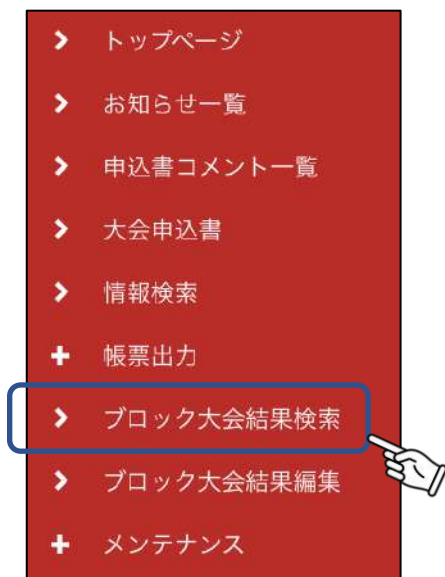 トップページ
お知らせ一覧
申込書コメント一覧
大会申込書
情報検索
帳票出力
ブロック大会結果検索
ブロック大会結果編集
メンテナンス